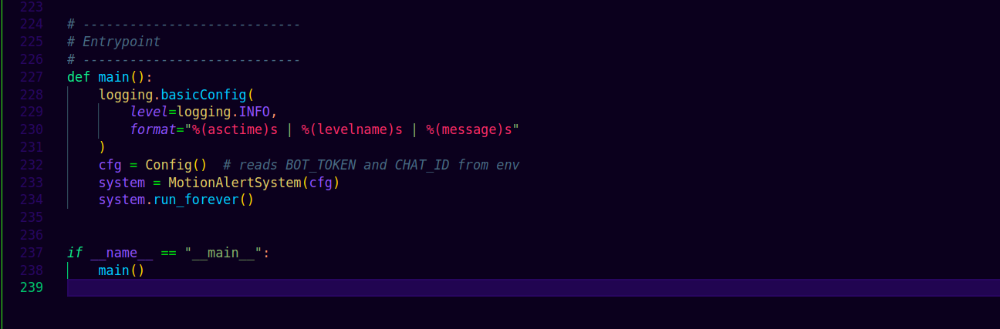 223
224 # ----------------------------
225 # Entrypoint
226 # ----------------------------
227 def main():
228     logging.basicConfig(
229         level=logging.INFO,
230         format="%(asctime)s | %(levelname)s | %(message)s"
231     )
232     cfg = Config()  # reads BOT_TOKEN and CHAT_ID from env
233     system = MotionAlertSystem(cfg)
234     system.run_forever()
235
236
237 if __name__ == "__main__":
238     main()
239